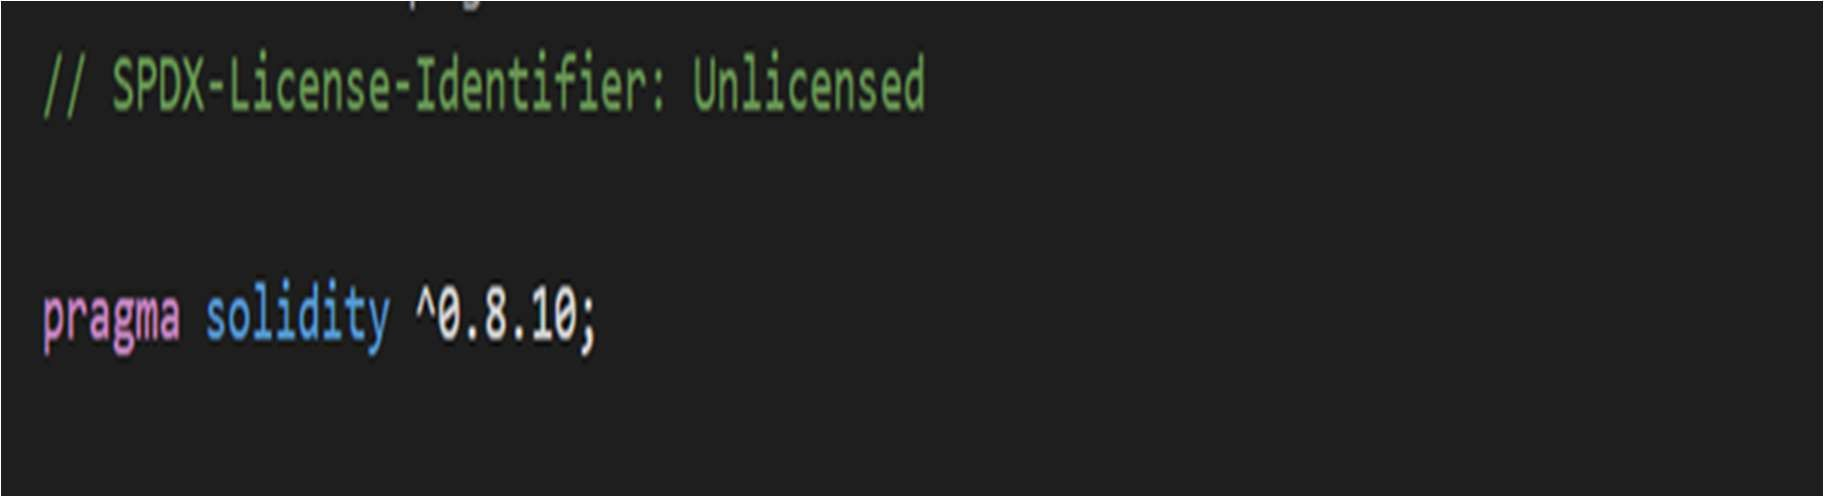 // SPDX-License-Identifier: Unlicensed
pragma solidity ^0.8.10;